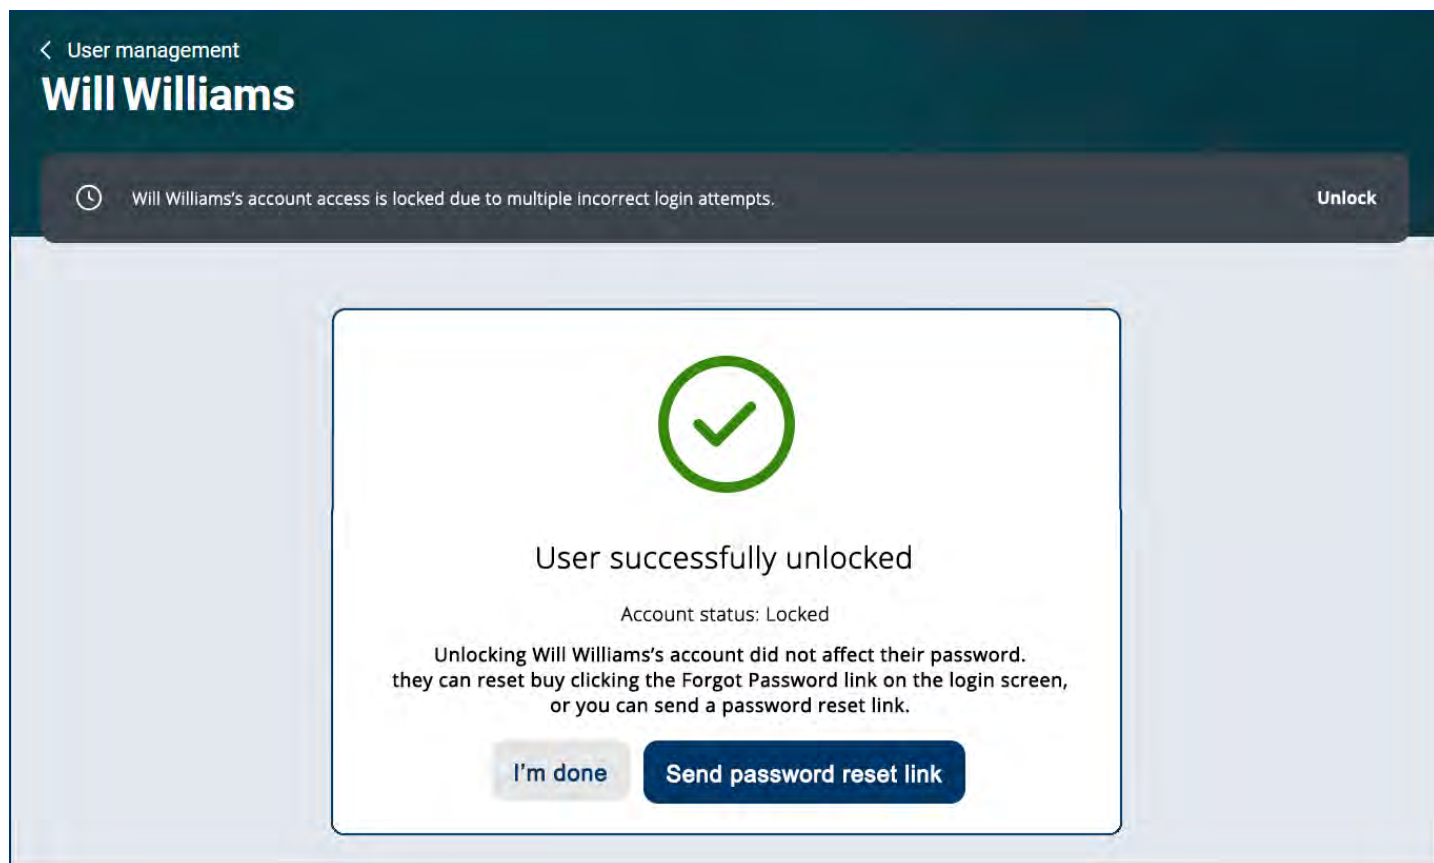 User management
Will Williams
Will Williams's account access is locked due to multiple incorrect login attempts.
Unlock
User successfully unlocked
Account status: Locked
Unlocking Will Williams's account did not affect their password.
they can reset buy clicking the Forgot Password link on the login screen,
or you can send a password reset link.
I'm done
Send password reset link